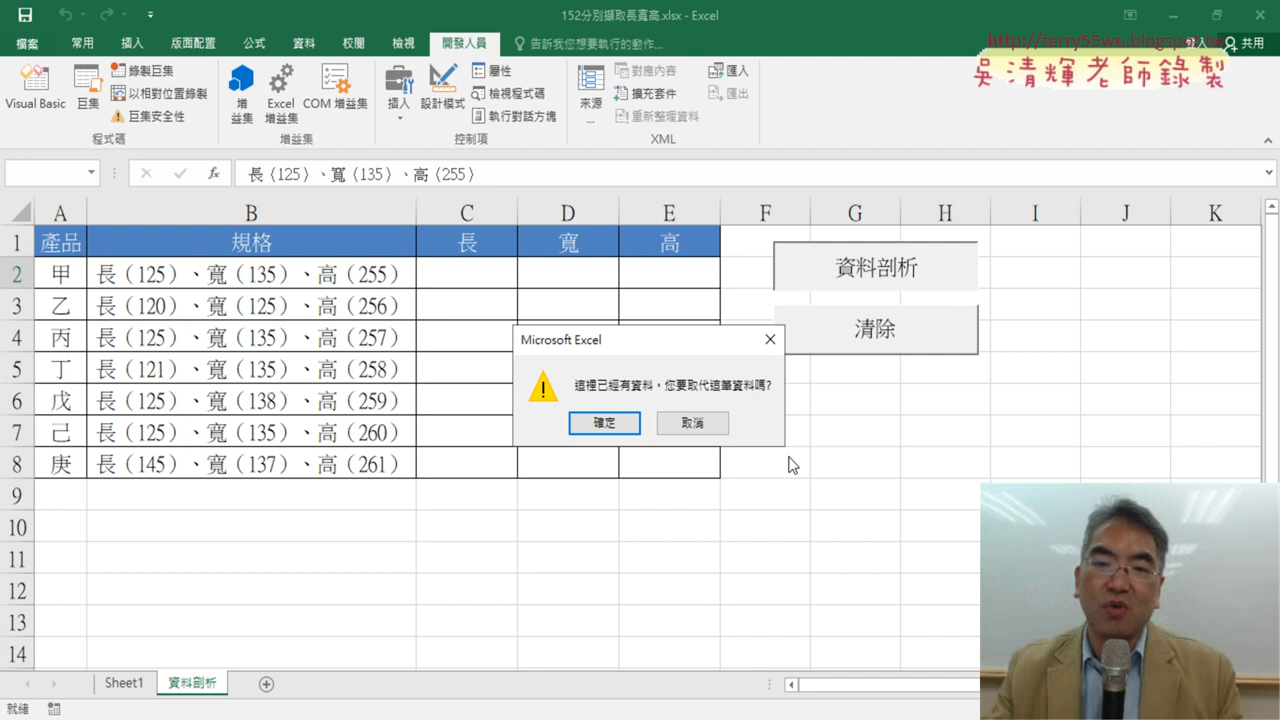 152分別擷取長寬高.xlsx - Excel
檔案 常用 插入 版面配置 公式 資料 校閱 檢視 開發人員 告訴我您想要執行的動作... 登入 共用
http://terry55wu.blogspot.tw
吳清輝老師錄製
Visual Basic 巨集 錄製巨集 以相對位置錄製 巨集安全性
增益集 Excel 增益集 COM 增益集
插入 設計模式 屬性 檢視程式碼 執行對話方塊
來源... 對應內容 擴充套件 重新整理資料 匯入 匯出
程式碼 增益集 控制項 XML
fx 長（125）、寬（135）、高（255）
A B C D E F G H I J K
1 產品 規格 長 寬 高
2 甲 長（125）、寬（135）、高（255）
3 乙 長（120）、寬（125）、高（256）
4 丙 長（125）、寬（135）、高（257）
5 丁 長（121）、寬（135）、高（258）
6 戊 長（125）、寬（138）、高（259）
7 己 長（125）、寬（135）、高（260）
8 庚 長（145）、寬（137）、高（261）
9
10
11
12
13
14
資料剖析
清除
Microsoft Excel
這裡已經有資料。您要取代這筆資料嗎?
確定 取消
Sheet1 資料剖析
就緒